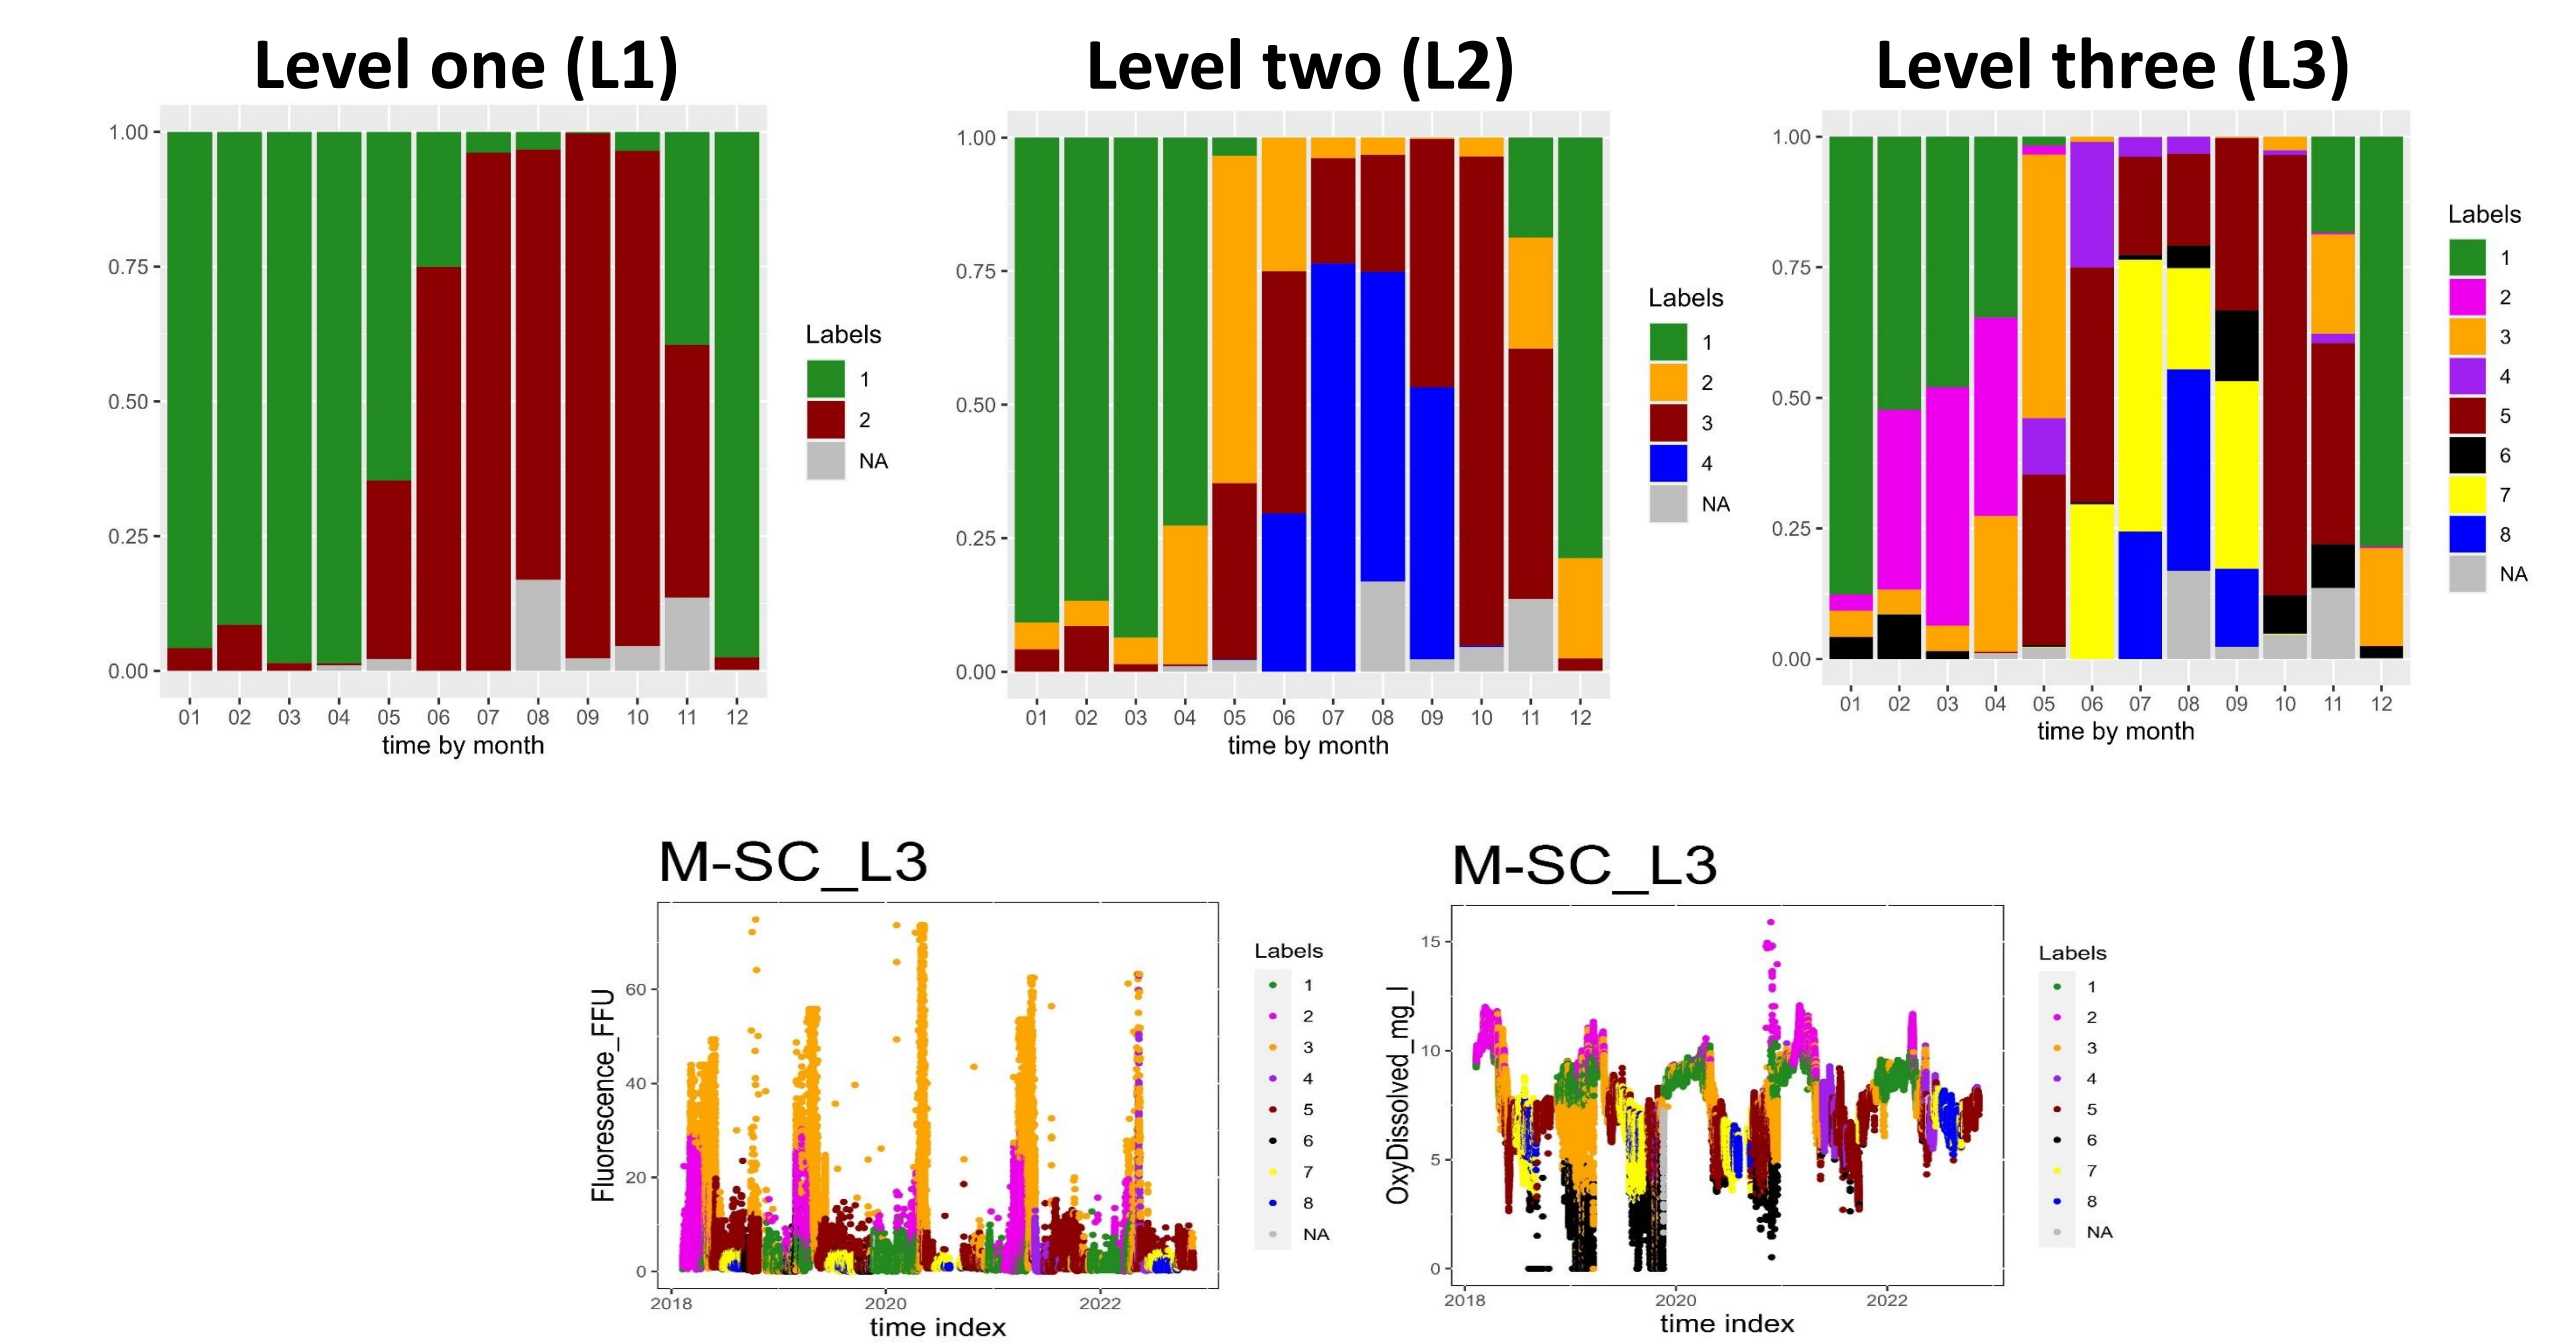 Level one (L1)
Level two (L2)
Level three (L3)
1.00
0.75
0.50
0.25
0.00
01 02 03 04 05 06 07 08 09 10 11 12
time by month
Labels
1
2
NA
1.00
0.75
0.50
0.25
0.00
01 02 03 04 05 06 07 08 09 10 11 12
time by month
Labels
1
2
3
4
NA
1.00
0.75
0.50
0.25
0.00
01 02 03 04 05 06 07 08 09 10 11 12
time by month
Labels
1
2
3
4
5
6
7
8
NA
M-SC_L3
Fluorescence_FFU
60
40
20
0
2018 2020 2022
time index
Labels
1
2
3
4
5
6
7
8
NA
M-SC_L3
OxyDissolved_mg_l
15
10
5
0
2018 2020 2022
time index
Labels
1
2
3
4
5
6
7
8
NA